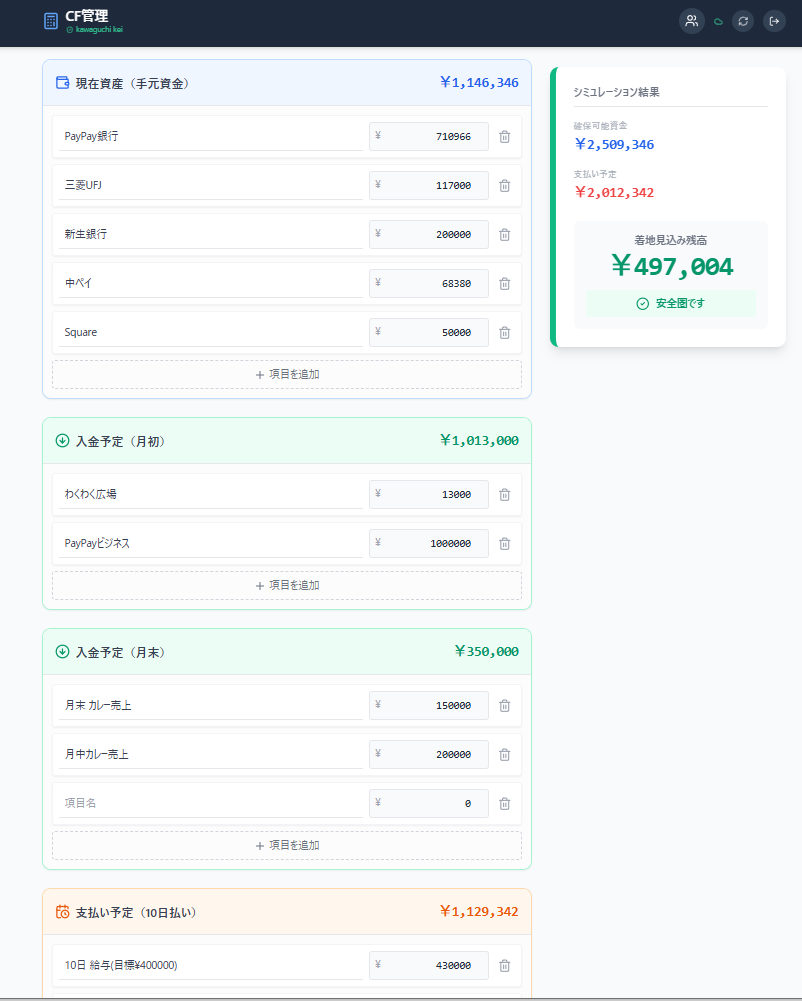 CF管理
kawaguchi kei
現在資産（手元資金）
¥1,146,346
PayPay銀行
¥ 710966
三菱UFJ
¥ 117000
新生銀行
¥ 200000
中ペイ
¥ 68380
Square
¥ 50000
+ 項目を追加
入金予定（月初）
¥1,013,000
わくわく広場
¥ 13000
PayPayビジネス
¥ 1000000
+ 項目を追加
入金予定（月末）
¥350,000
月末 カレー売上
¥ 150000
月中カレー売上
¥ 200000
項目名
¥ 0
+ 項目を追加
支払い予定（10日払い）
¥1,129,342
10日 給与(目標¥400000)
¥ 430000
シミュレーション結果
確保可能資金
¥2,509,346
支払い予定
¥2,012,342
着地見込み残高
¥497,004
安全圏です